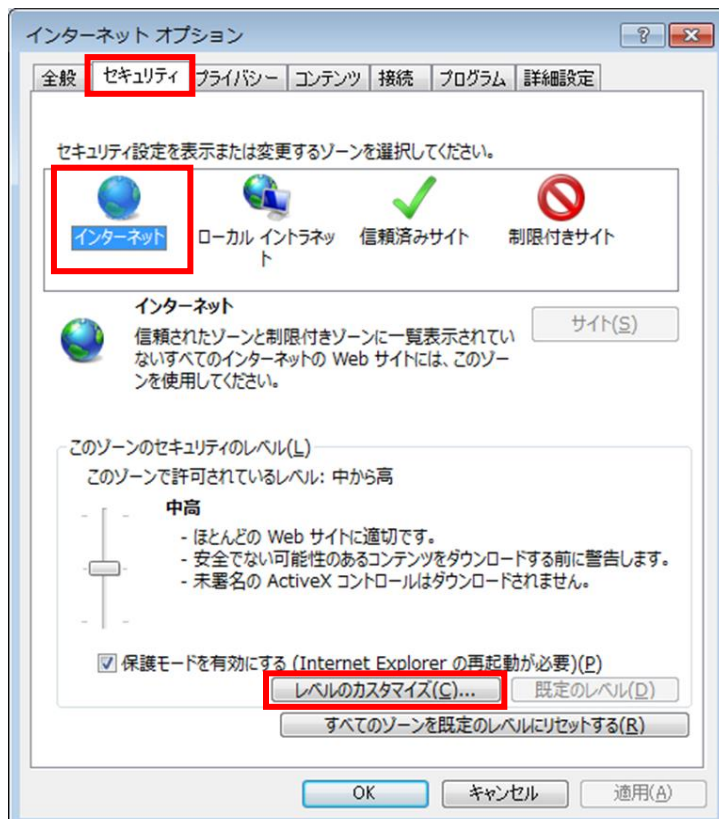 インターネット オプション
全般 セキュリティ プライバシー コンテンツ 接続 プログラム 詳細設定
セキュリティ設定を表示または変更するゾーンを選択してください。
インターネット ローカル イントラネッ 信頼済みサイト 制限付きサイト
ト
インターネット
信頼されたゾーンと制限付きゾーンに一覧表示されてい サイト(S)
ないすべてのインターネットの Web サイトには、このゾー
ンを使用してください。
このゾーンのセキュリティのレベル(L)
このゾーンで許可されているレベル: 中から高
中高
- ほとんどの Web サイトに適切です。
- 安全でない可能性のあるコンテンツをダウンロードする前に警告します。
- 未署名の ActiveX コントロールはダウンロードされません。
保護モードを有効にする (Internet Explorer の再起動が必要)(P)
レベルのカスタマイズ(C)... 既定のレベル(D)
すべてのゾーンを既定のレベルにリセットする(R)
OK キャンセル 適用(A)